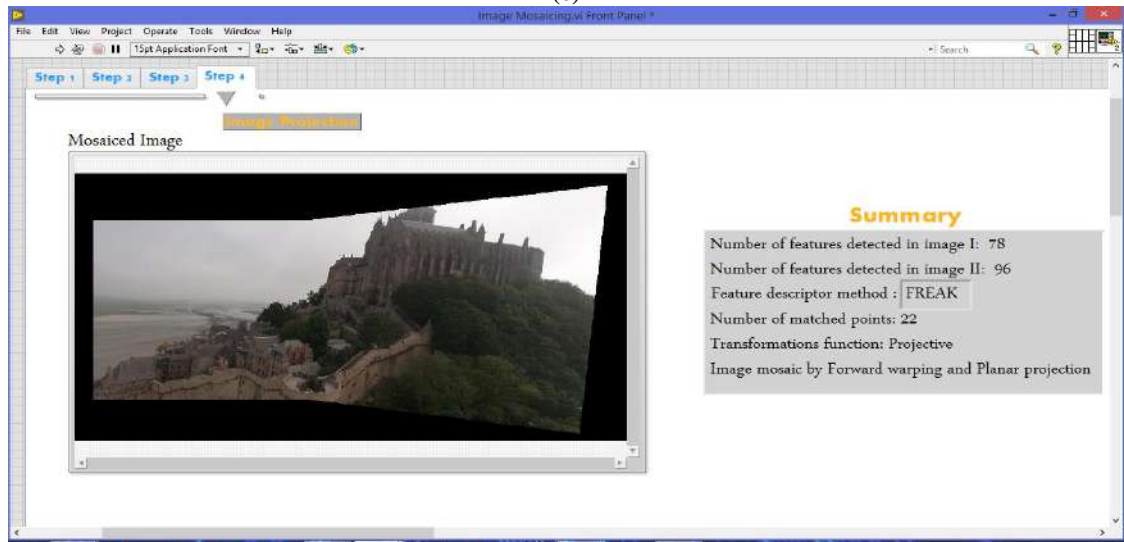 Image Mosaicing.vi Front Panel *
File Edit View Project Operate Tools Window Help
15pt Application Font
Search
2
Step 1 Step 2 Step 3 Step 4
Image Projection
Mosaiced Image
Summary
Number of features detected in image I: 78
Number of features detected in image II: 96
Feature descriptor method : FREAK
Number of matched points: 22
Transformations function: Projective
Image mosaic by Forward warping and Planar projection